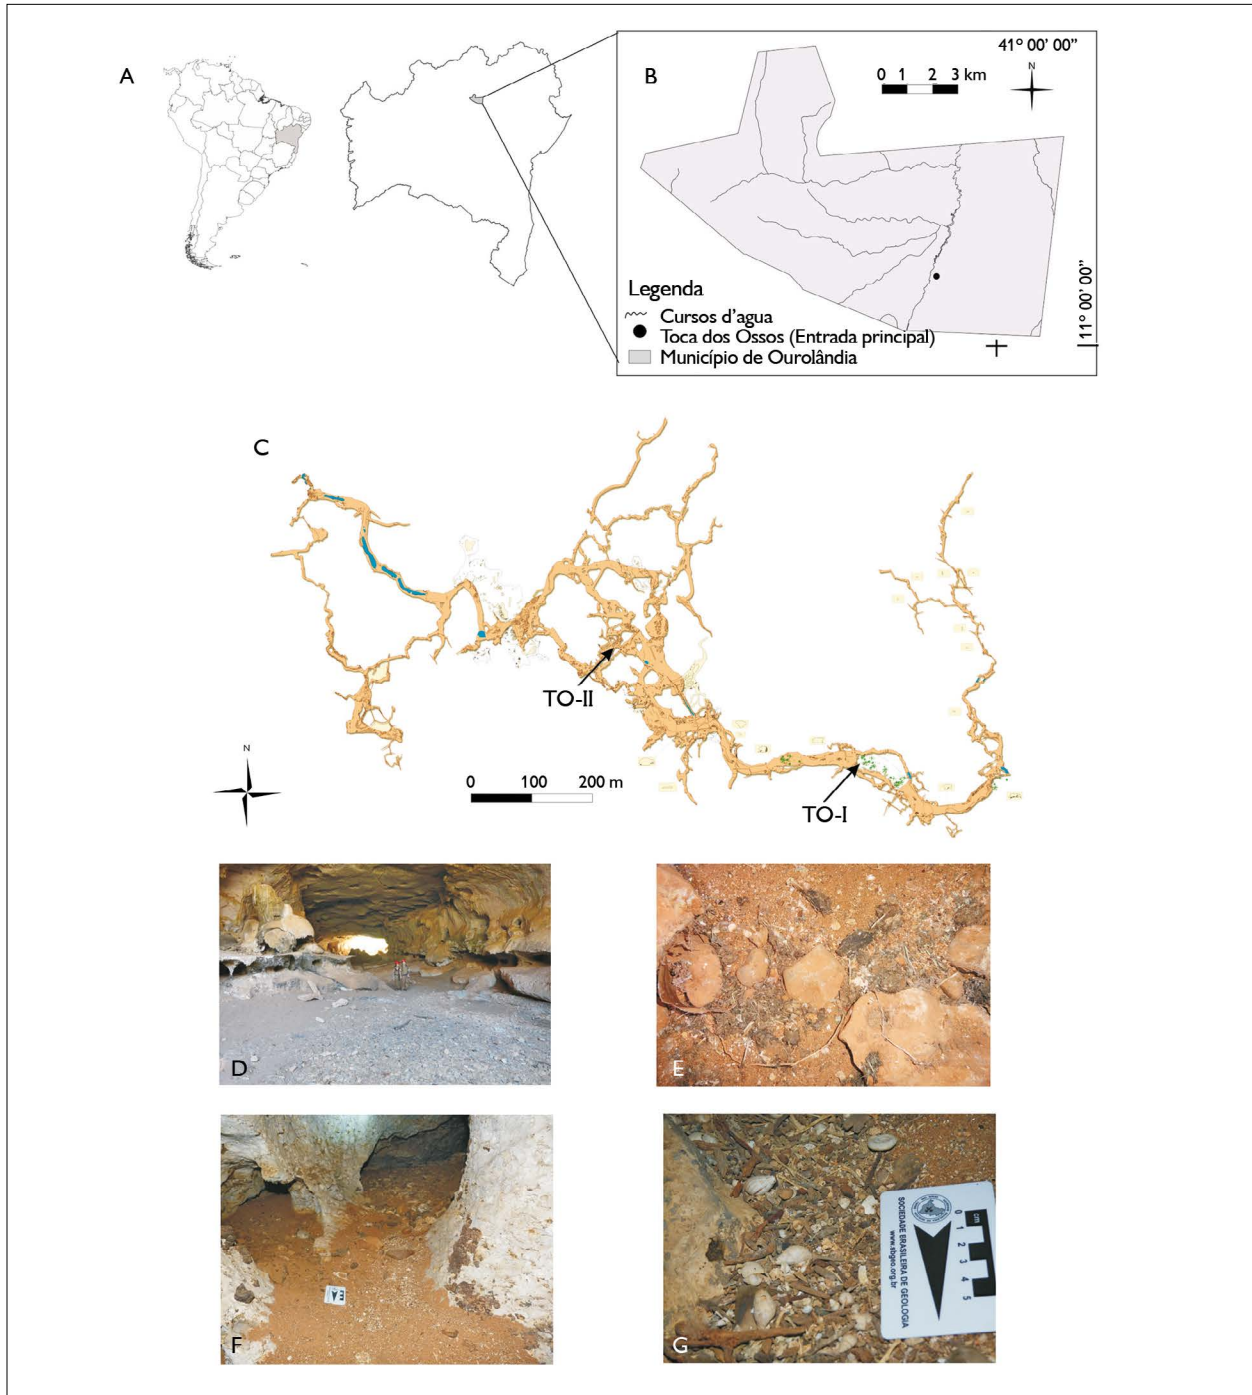 A
B
0 1 2 3 km
41° 00' 00"
N
11° 00' 00"
Legenda
Cursos d'agua
Toca dos Ossos (Entrada principal)
Município de Ourolândia
C
TO-II
N
0 100 200 m
TO-I
D
E
F
G
SOCIEDADE BRASILEIRA DE GEOLOGIA
www.sbgeo.org.br
cm
0 1 2 3 4 5